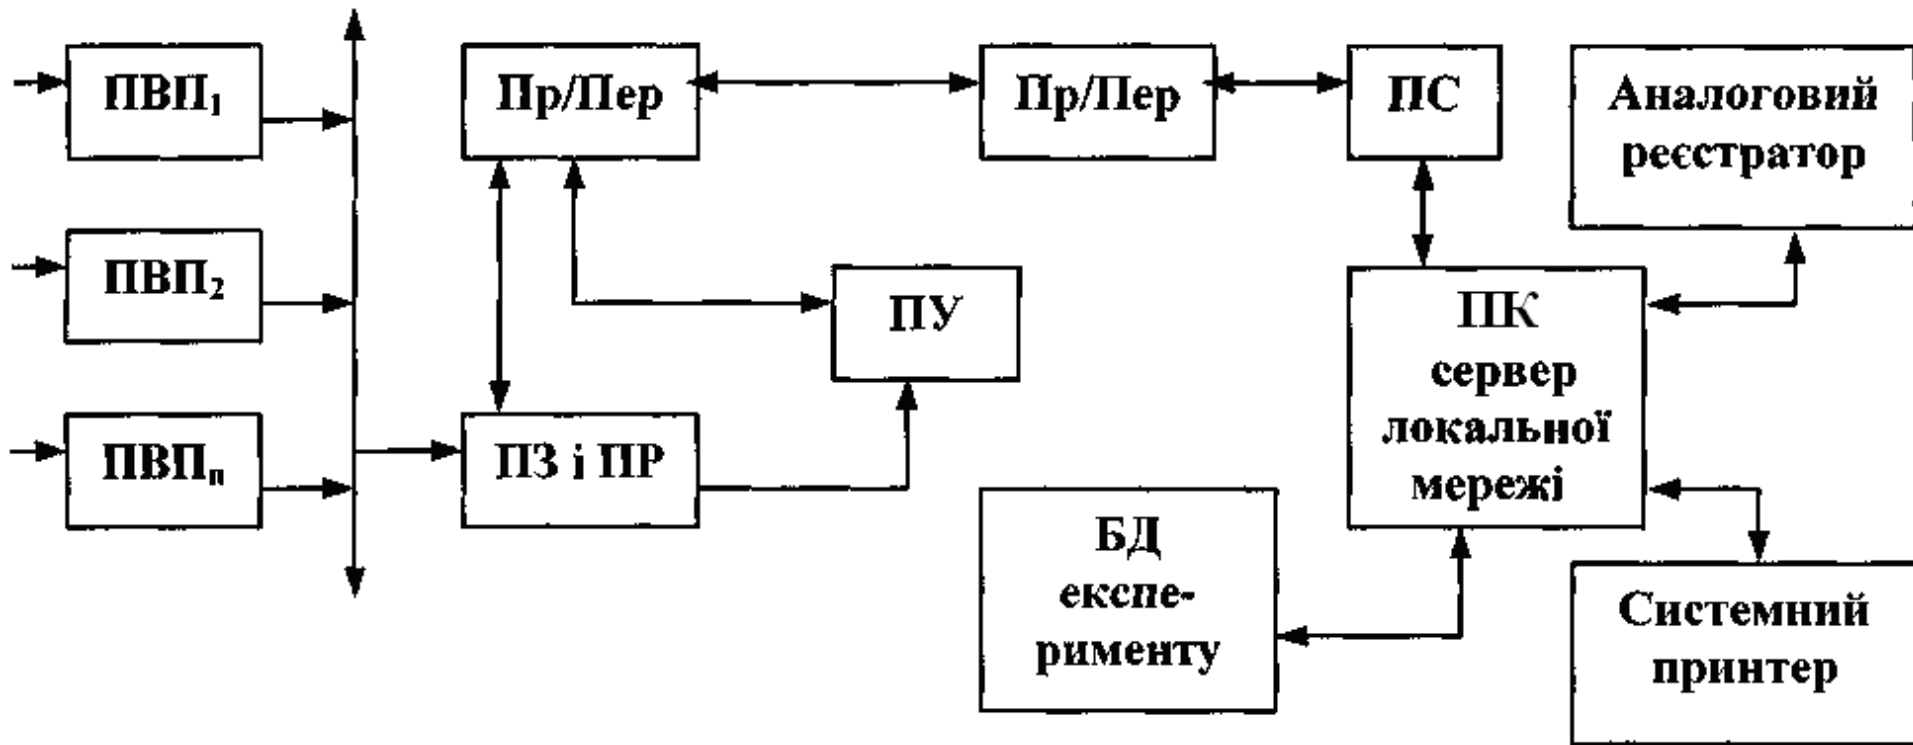 ПВП₁
Пр/Пер
Пр/Пер
ПС
Аналоговий
реєстратор
ПВП₂
ПУ
ПК
сервер
локальної
мережі
ПВПₙ
ПЗ і ПР
БД
експе-
рименту
Системний
принтер